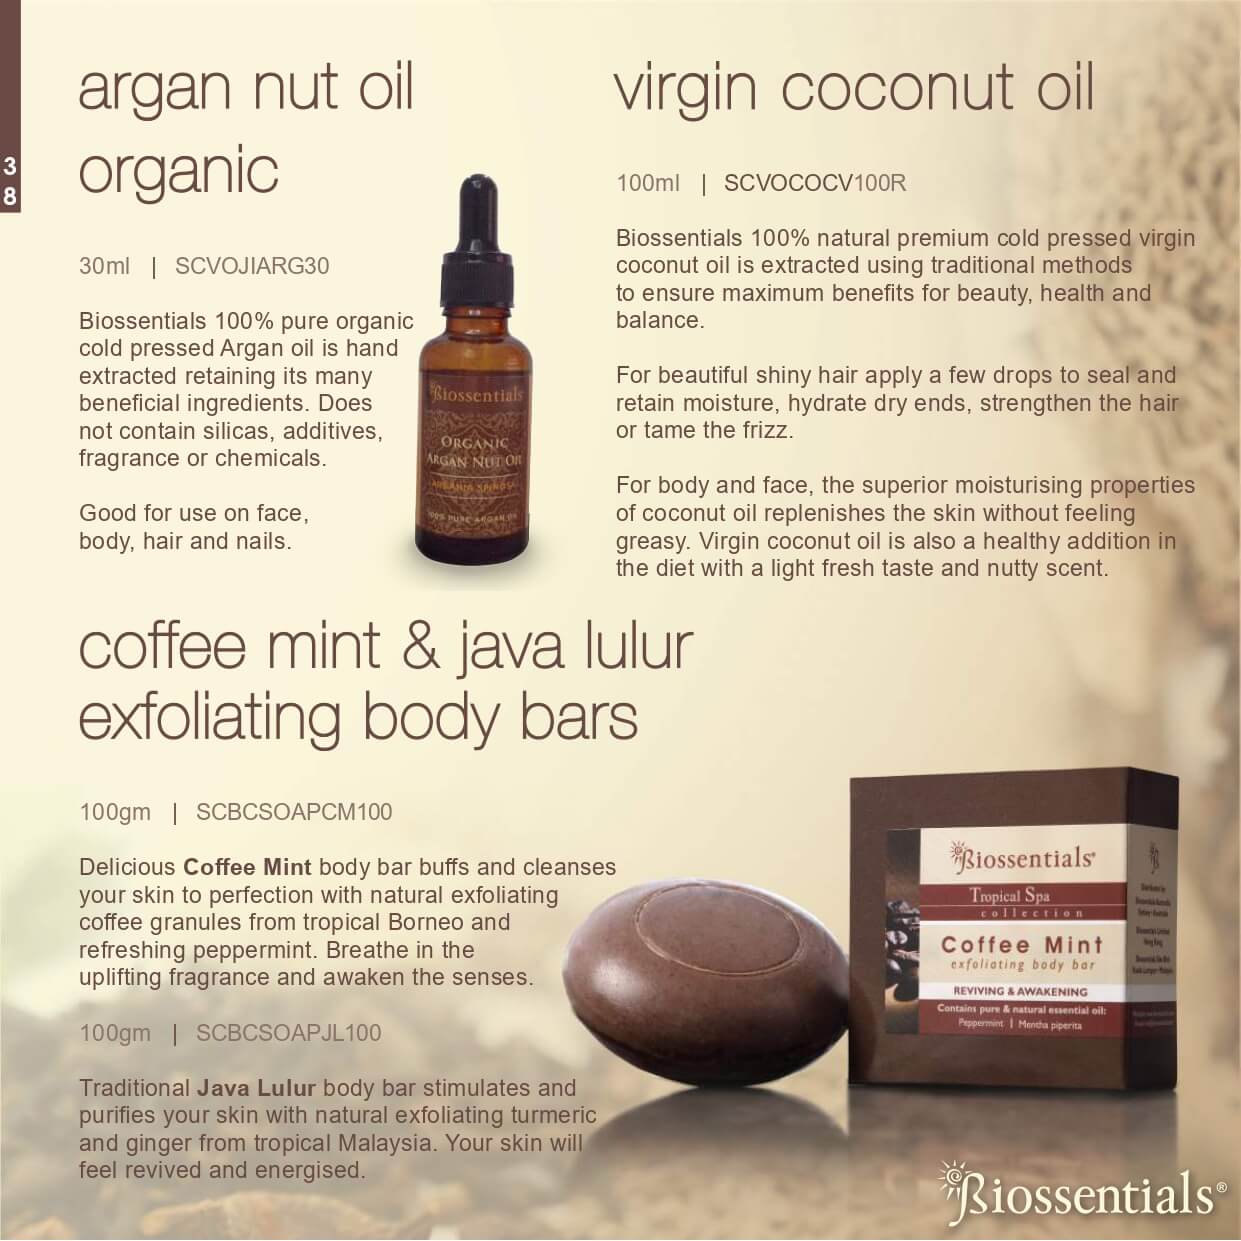 3
8
argan nut oil
organic
30ml | SCVOJIARG30
Biossentials 100% pure organic
cold pressed Argan oil is hand
extracted retaining its many
beneficial ingredients. Does
not contain silicas, additives,
fragrance or chemicals.
Good for use on face,
body, hair and nails.
Biossentials
ORGANIC
ARGAN NUT OIL
ARGANIA SPINOSA
100% PURE ARGAN OIL
virgin coconut oil
100ml | SCVOCOCV100R
Biossentials 100% natural premium cold pressed virgin
coconut oil is extracted using traditional methods
to ensure maximum benefits for beauty, health and
balance.
For beautiful shiny hair apply a few drops to seal and
retain moisture, hydrate dry ends, strengthen the hair
or tame the frizz.
For body and face, the superior moisturising properties
of coconut oil replenishes the skin without feeling
greasy. Virgin coconut oil is also a healthy addition in
the diet with a light fresh taste and nutty scent.
coffee mint & java lulur
exfoliating body bars
100gm | SCBCSOAPCM100
Delicious Coffee Mint body bar buffs and cleanses
your skin to perfection with natural exfoliating
coffee granules from tropical Borneo and
refreshing peppermint. Breathe in the
uplifting fragrance and awaken the senses.
100gm | SCBCSOAPJL100
Traditional Java Lulur body bar stimulates and
purifies your skin with natural exfoliating turmeric
and ginger from tropical Malaysia. Your skin will
feel revived and energised.
Biossentials®
Tropical Spa
collection
Coffee Mint
exfoliating body bar
REVIVING & AWAKENING
Contains pure & natural essential oil:
Peppermint | Mentha piperita
Biossentials®